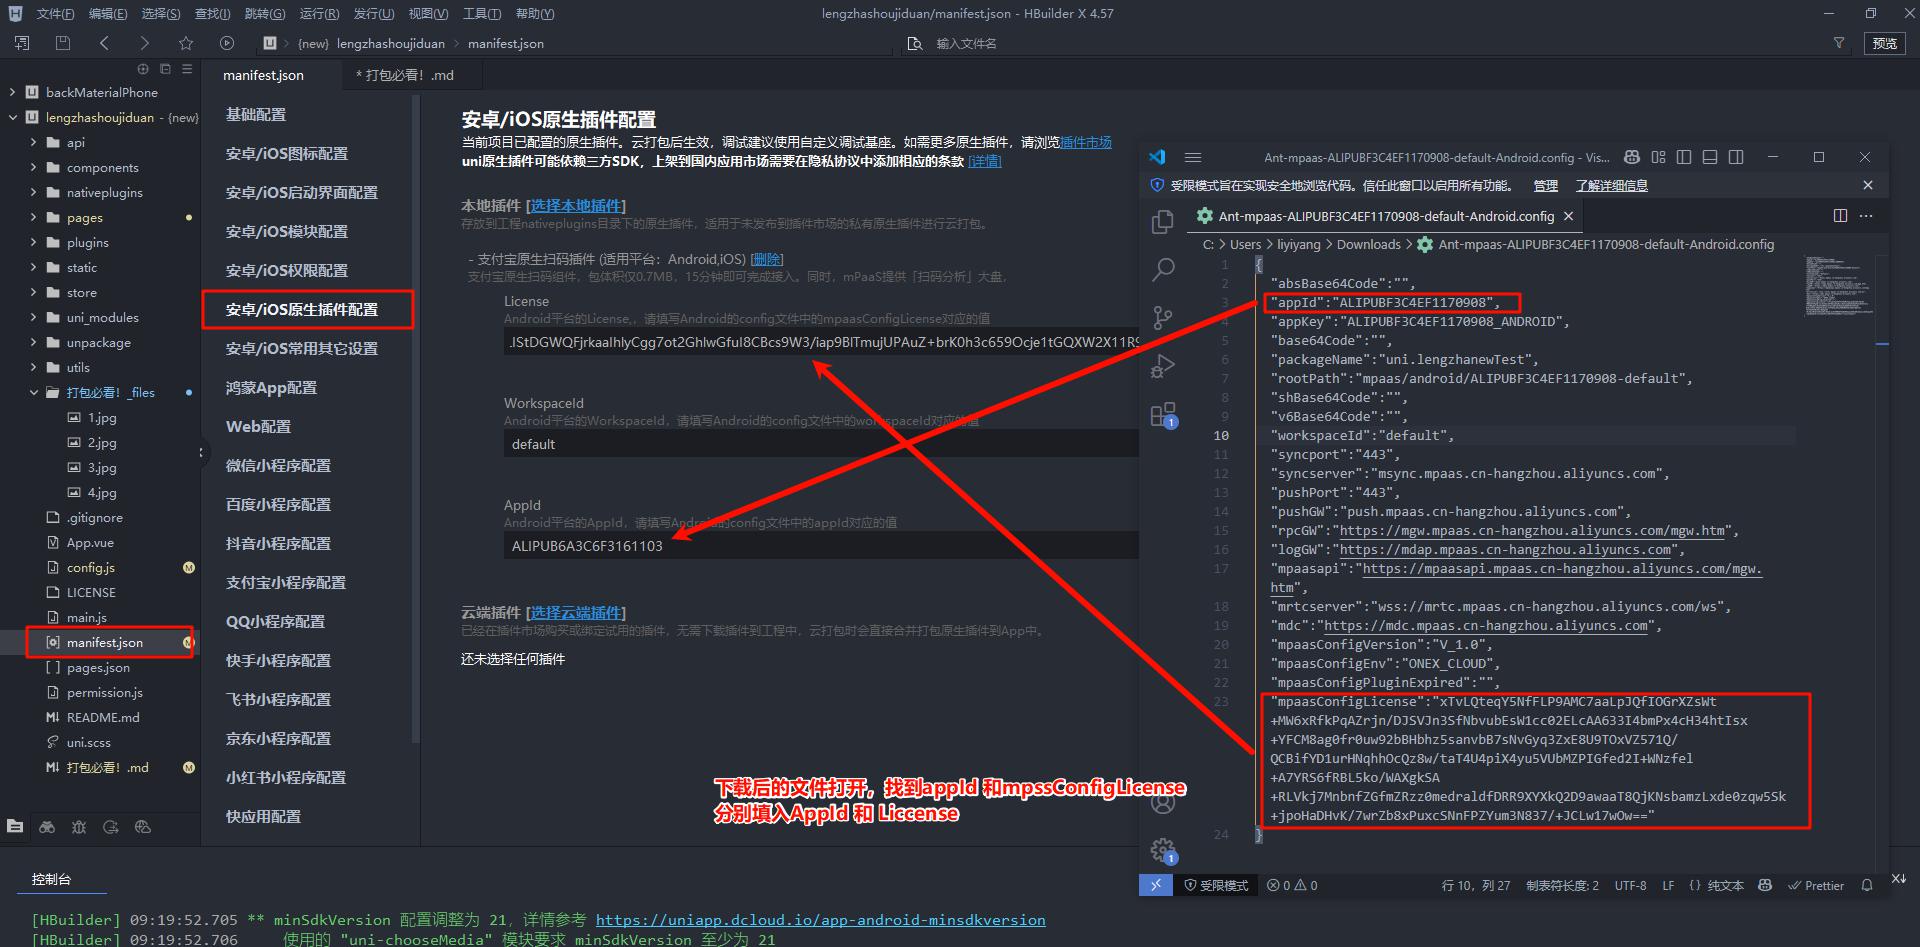 文件(F) 编辑(E) 选择(S) 查找(I) 跳转(G) 运行(R) 发行(U) 视图(V) 工具(T) 帮助(Y)
lengzhashoujiduan/manifest.json - HBuilder X 4.57
{new} lengzhashoujiduan > manifest.json
输入文件名
预览
backMaterialPhone
lengzhashoujiduan - {new}
api
components
nativeplugins
pages
plugins
static
store
uni_modules
unpackage
utils
打包必看！_files
1.jpg
2.jpg
3.jpg
4.jpg
.gitignore
App.vue
config.js
LICENSE
main.js
manifest.json
pages.json
permission.js
README.md
uni.scss
打包必看！.md
manifest.json
* 打包必看！.md
基础配置
安卓/iOS图标配置
安卓/iOS启动界面配置
安卓/iOS模块配置
安卓/iOS权限配置
安卓/iOS原生插件配置
安卓/iOS常用其它设置
鸿蒙App配置
Web配置
微信小程序配置
百度小程序配置
抖音小程序配置
支付宝小程序配置
QQ小程序配置
快手小程序配置
飞书小程序配置
京东小程序配置
小红书小程序配置
快应用配置
安卓/iOS原生插件配置
当前项目已配置的原生插件。云打包后生效，调试建议使用自定义调试基座。如需更多原生插件，请浏览插件市场
uni原生插件可能依赖三方SDK，上架到国内应用市场需要在隐私协议中添加相应的条款 [详情]
本地插件 [选择本地插件]
存放到工程nativeplugins目录下的原生插件，适用于未发布到插件市场的私有原生插件进行云打包。
- 支付宝原生扫码插件 (适用平台：Android,iOS) [删除]
支付宝原生扫码组件，包体积仅0.7MB，15分钟即可完成接入。同时，mPaaS提供「扫码分析」大盘，
License
Android平台的License,，请填写Android的config文件中的mpaasConfigLicense对应的值
WorkspaceId
Android平台的WorkspaceId，请填写Android的config文件中的workspaceId对应的值
default
AppId
Android平台的AppId，请填写Android的config文件中的appId对应的值
ALIPUB6A3C6F3161103
云端插件 [选择云端插件]
已经在插件市场购买或绑定试用的插件，无需下载插件到工程中，云打包时会直接合并打包原生插件到App中。
还未选择任何插件
下载后的文件打开，找到appId 和mpssConfigLicense
分别填入AppId 和 Liccense
Ant-mpaas-ALIPUBF3C4EF1170908-default-Android.config - Vis...
受限模式旨在实现安全地浏览代码。信任此窗口以启用所有功能。 管理 了解详细信息
Ant-mpaas-ALIPUBF3C4EF1170908-default-Android.config
C: > Users > liyiyang > Downloads > Ant-mpaas-ALIPUBF3C4EF1170908-default-Android.config
1 {
2 "absBase64Code":"",
3 "appId":"ALIPUBF3C4EF1170908",
4 "appKey":"ALIPUBF3C4EF1170908_ANDROID",
5 "base64Code":"",
6 "packageName":"uni.lengzhanewTest",
7 "rootPath":"mpaas/android/ALIPUBF3C4EF1170908-default",
8 "shBase64Code":"",
9 "v6Base64Code":"",
10 "workspaceId":"default",
11 "syncport":"443",
12 "syncserver":"msync.mpaas.cn-hangzhou.aliyuncs.com",
13 "pushPort":"443",
14 "pushGW":"push.mpaas.cn-hangzhou.aliyuncs.com",
15 "rpcGW":"https://mgw.mpaas.cn-hangzhou.aliyuncs.com/mgw.htm",
16 "logGW":"https://mdap.mpaas.cn-hangzhou.aliyuncs.com",
17 "mpaasapi":"https://mpaasapi.mpaas.cn-hangzhou.aliyuncs.com/mgw.
htm",
18 "mrtcserver":"wss://mrtc.mpaas.cn-hangzhou.aliyuncs.com/ws",
19 "mdc":"https://mdc.mpaas.cn-hangzhou.aliyuncs.com",
20 "mpaasConfigVersion":"V_1.0",
21 "mpaasConfigEnv":"ONEX_CLOUD",
22 "mpaasConfigPluginExpired":"",
23 "mpaasConfigLicense":"xTvLQteqY5NfFLP9AMC7aaLpJQfIOGrXZsWt
+MW6xRfkPqAZrjn/DJSVJn3SfNbvubEsW1cc02ELcAA633I4bmPx4cH34htIsx
+YFCM8ag0fr0uw92bBHbhz5sanvbB7sNvGyq3ZxE8U9TOxVZ571Q/
QCBifYD1urHNqhhOcQz8w/taT4U4piX4yu5VUbMZPIGfed2I+WNzfel
+A7YRS6fRBL5ko/WAXgkSA
+RLVkj7MnbnfZGfmZRzz0medraldfDRR9XYXkQ2D9awaaT8QjKNsbamzLxde0zqw5Sk
+jpoHaDHvK/7wrZb8xPuxcSNnFPZYum3N837/+JCLw17wOw=="
24 }
受限模式 0 0 行 10，列 27 制表符长度: 2 UTF-8 LF {} 纯文本 Prettier
控制台
[HBuilder] 09:19:52.705 ** minSdkVersion 配置调整为 21，详情参考 https://uniapp.dcloud.io/app-android-minsdkversion
[HBuilder] 09:19:52.706 使用的 "uni-chooseMedia" 模块要求 minSdkVersion 至少为 21